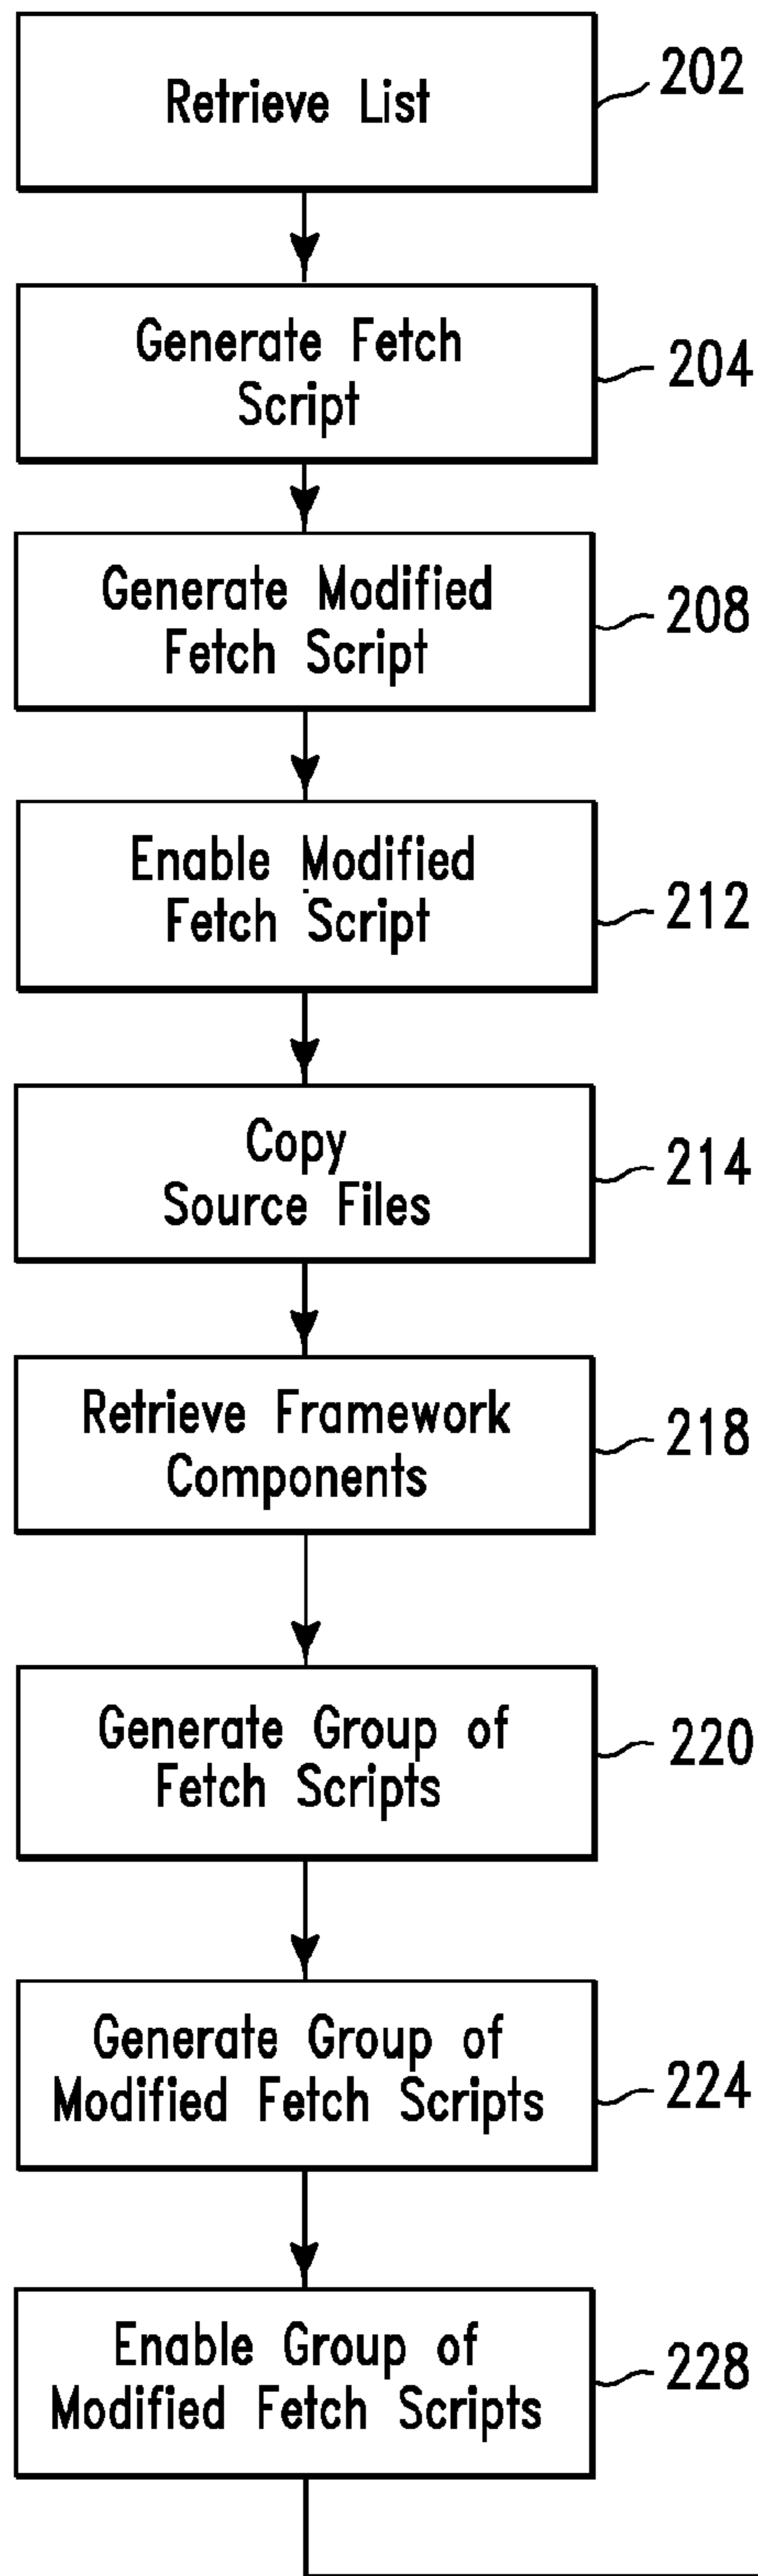 Retrieve List
202
Generate Fetch
Script
204
Generate Modified
Fetch Script
208
Enable Modified
Fetch Script
212
Copy
Source Files
214
Retrieve Framework
Components
218
Generate Group of
Fetch Scripts
220
Generate Group of
Modified Fetch Scripts
224
Enable Group of
Modified Fetch Scripts
228